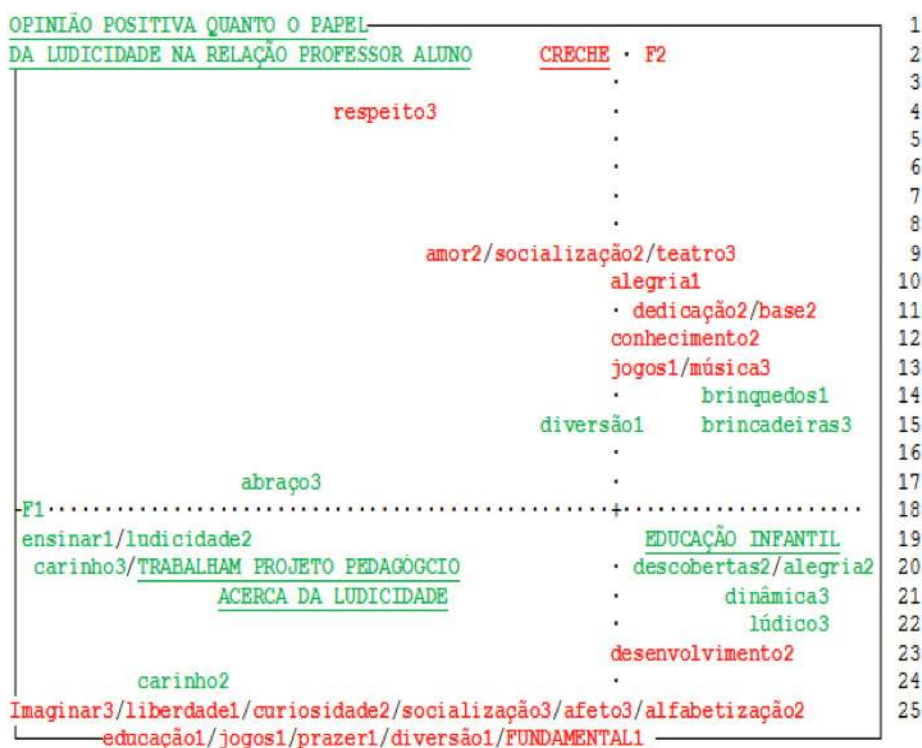 OPINIÃO POSITIVA QUANTO O PAPEL 1
DA LUDICIDADE NA RELAÇÃO PROFESSOR ALUNO CRECHE · F2 2
3
respeito3 4
5
6
7
8
amor2/socialização2/teatro3 9
alegria1 10
· dedicação2/base2 11
conhecimento2 12
jogos1/música3 13
brinquedos1 14
diversão1 brincadeiras3 15
16
abraço3 17
F1 + 18
ensinar1/ludicidade2 EDUCAÇÃO INFANTIL 19
carinho3/TRABALHAM PROJETO PEDAGÓGCIO · descobertas2/alegria2 20
ACERCA DA LUDICIDADE dinâmica3 21
lúdico3 22
desenvolvimento2 23
carinho2 24
Imaginar3/liberdade1/curiosidade2/socialização3/afeto3/alfabetização2 25
educação1/jogos1/prazer1/diversão1/FUNDAMENTAL1